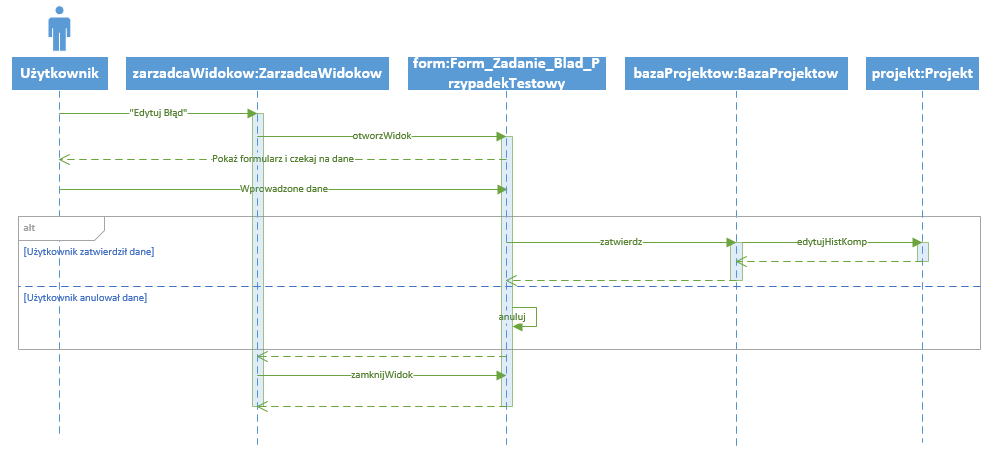 Użytkownik
zarzadcaWidokow:ZarzadcaWidokow
form:Form_Zadanie_Blad_P
rzypadekTestowy
bazaProjektow:BazaProjektow
projekt:Projekt
"Edytuj Błąd"
otworzWidok
Pokaż formularz i czekaj na dane
Wprowadzone dane
alt
[Użytkownik zatwierdził dane]
zatwierdz
edytujHistKomp
[Użytkownik anulował dane]
anuluj
zamknijWidok